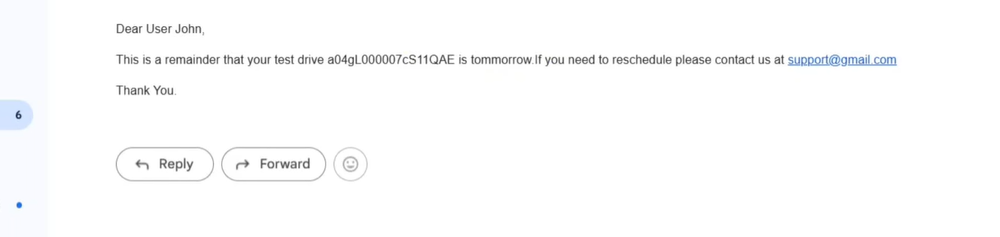 Dear User John,
This is a remainder that your test drive a04gL000007cS11QAE is tommorrow.If you need to reschedule please contact us at support@gmail.com
Thank You.
6
Reply Forward